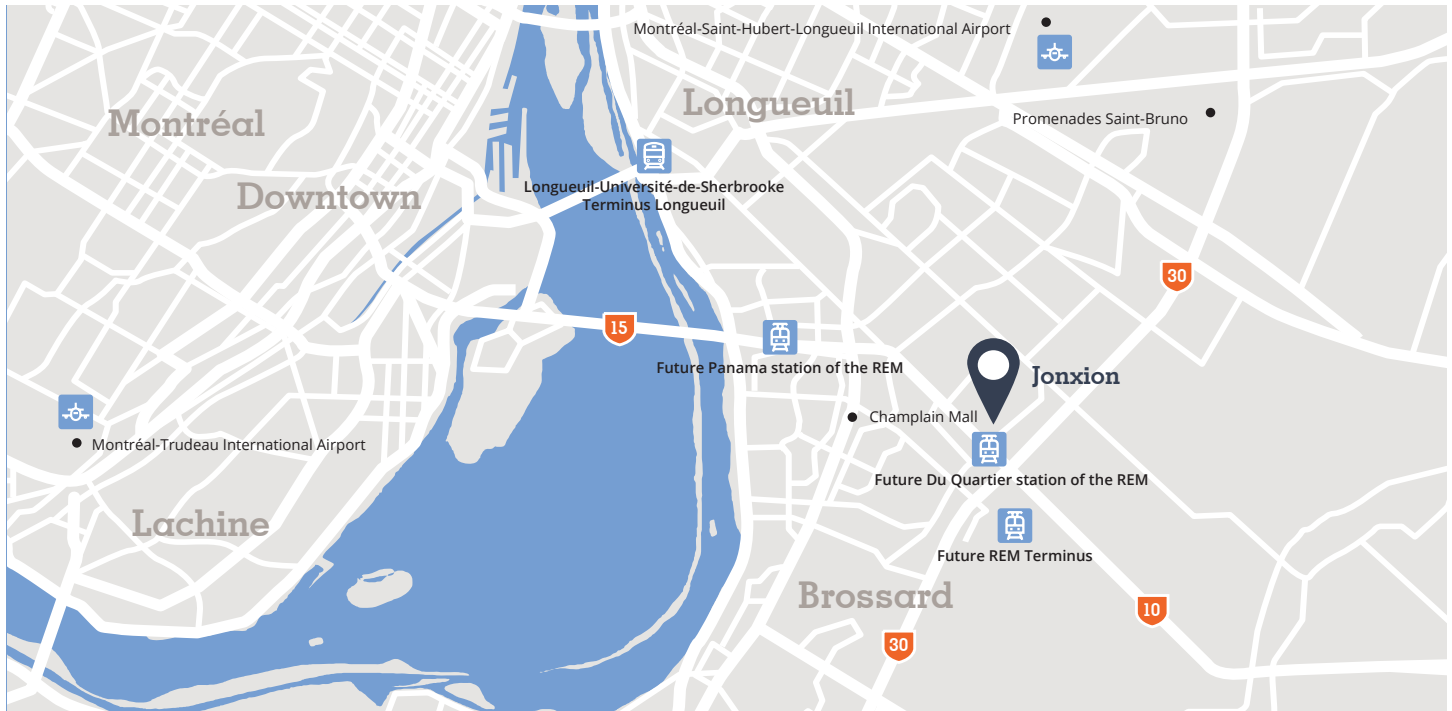 Montréal-Saint-Hubert-Longueuil International Airport
Longueuil
Montréal
Promenades Saint-Bruno
Longueuil-Université-de-Sherbrooke
Terminus Longueuil
Downtown
30
15
Future Panama station of the REM
Jonxion
Champlain Mall
Montréal-Trudeau International Airport
Future Du Quartier station of the REM
Lachine
Future REM Terminus
Brossard
10
30